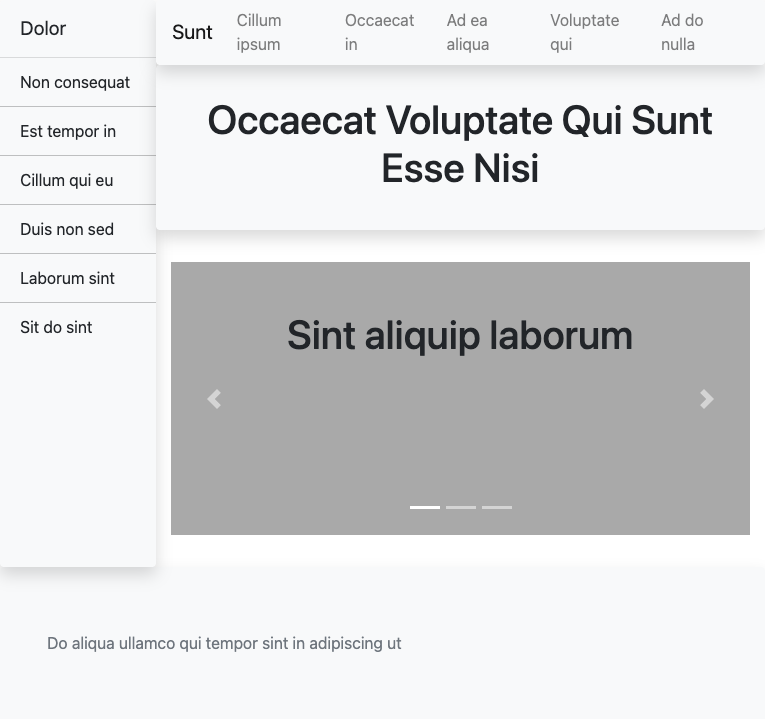 Dolor
Non consequat
Est tempor in
Cillum qui eu
Duis non sed
Laborum sint
Sit do sint
Sunt
Cillum
ipsum
Occaecat
in
Ad ea
aliqua
Voluptate
qui
Ad do
nulla
Occaecat Voluptate Qui Sunt
Esse Nisi
Sint aliquip laborum
Do aliqua ullamco qui tempor sint in adipiscing ut